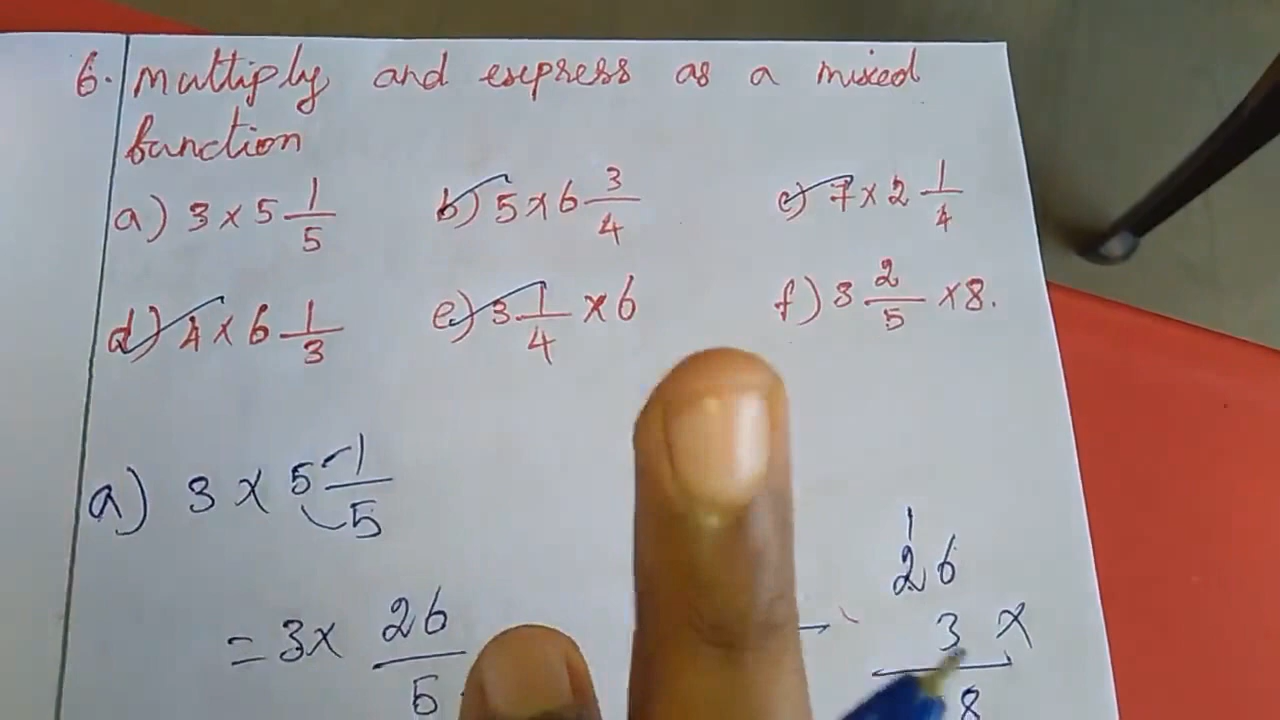 6. Multiply and express as a mixed
function
a) 3 x 5 1/5 b) 5 x 6 3/4 c) 7 x 2 1/4
d) 4 x 6 1/3 e) 3 1/4 x 6 f) 3 2/5 x 8.
a) 3 x 5 1/5
= 3 x 26/5 → 1
26
3 x
8